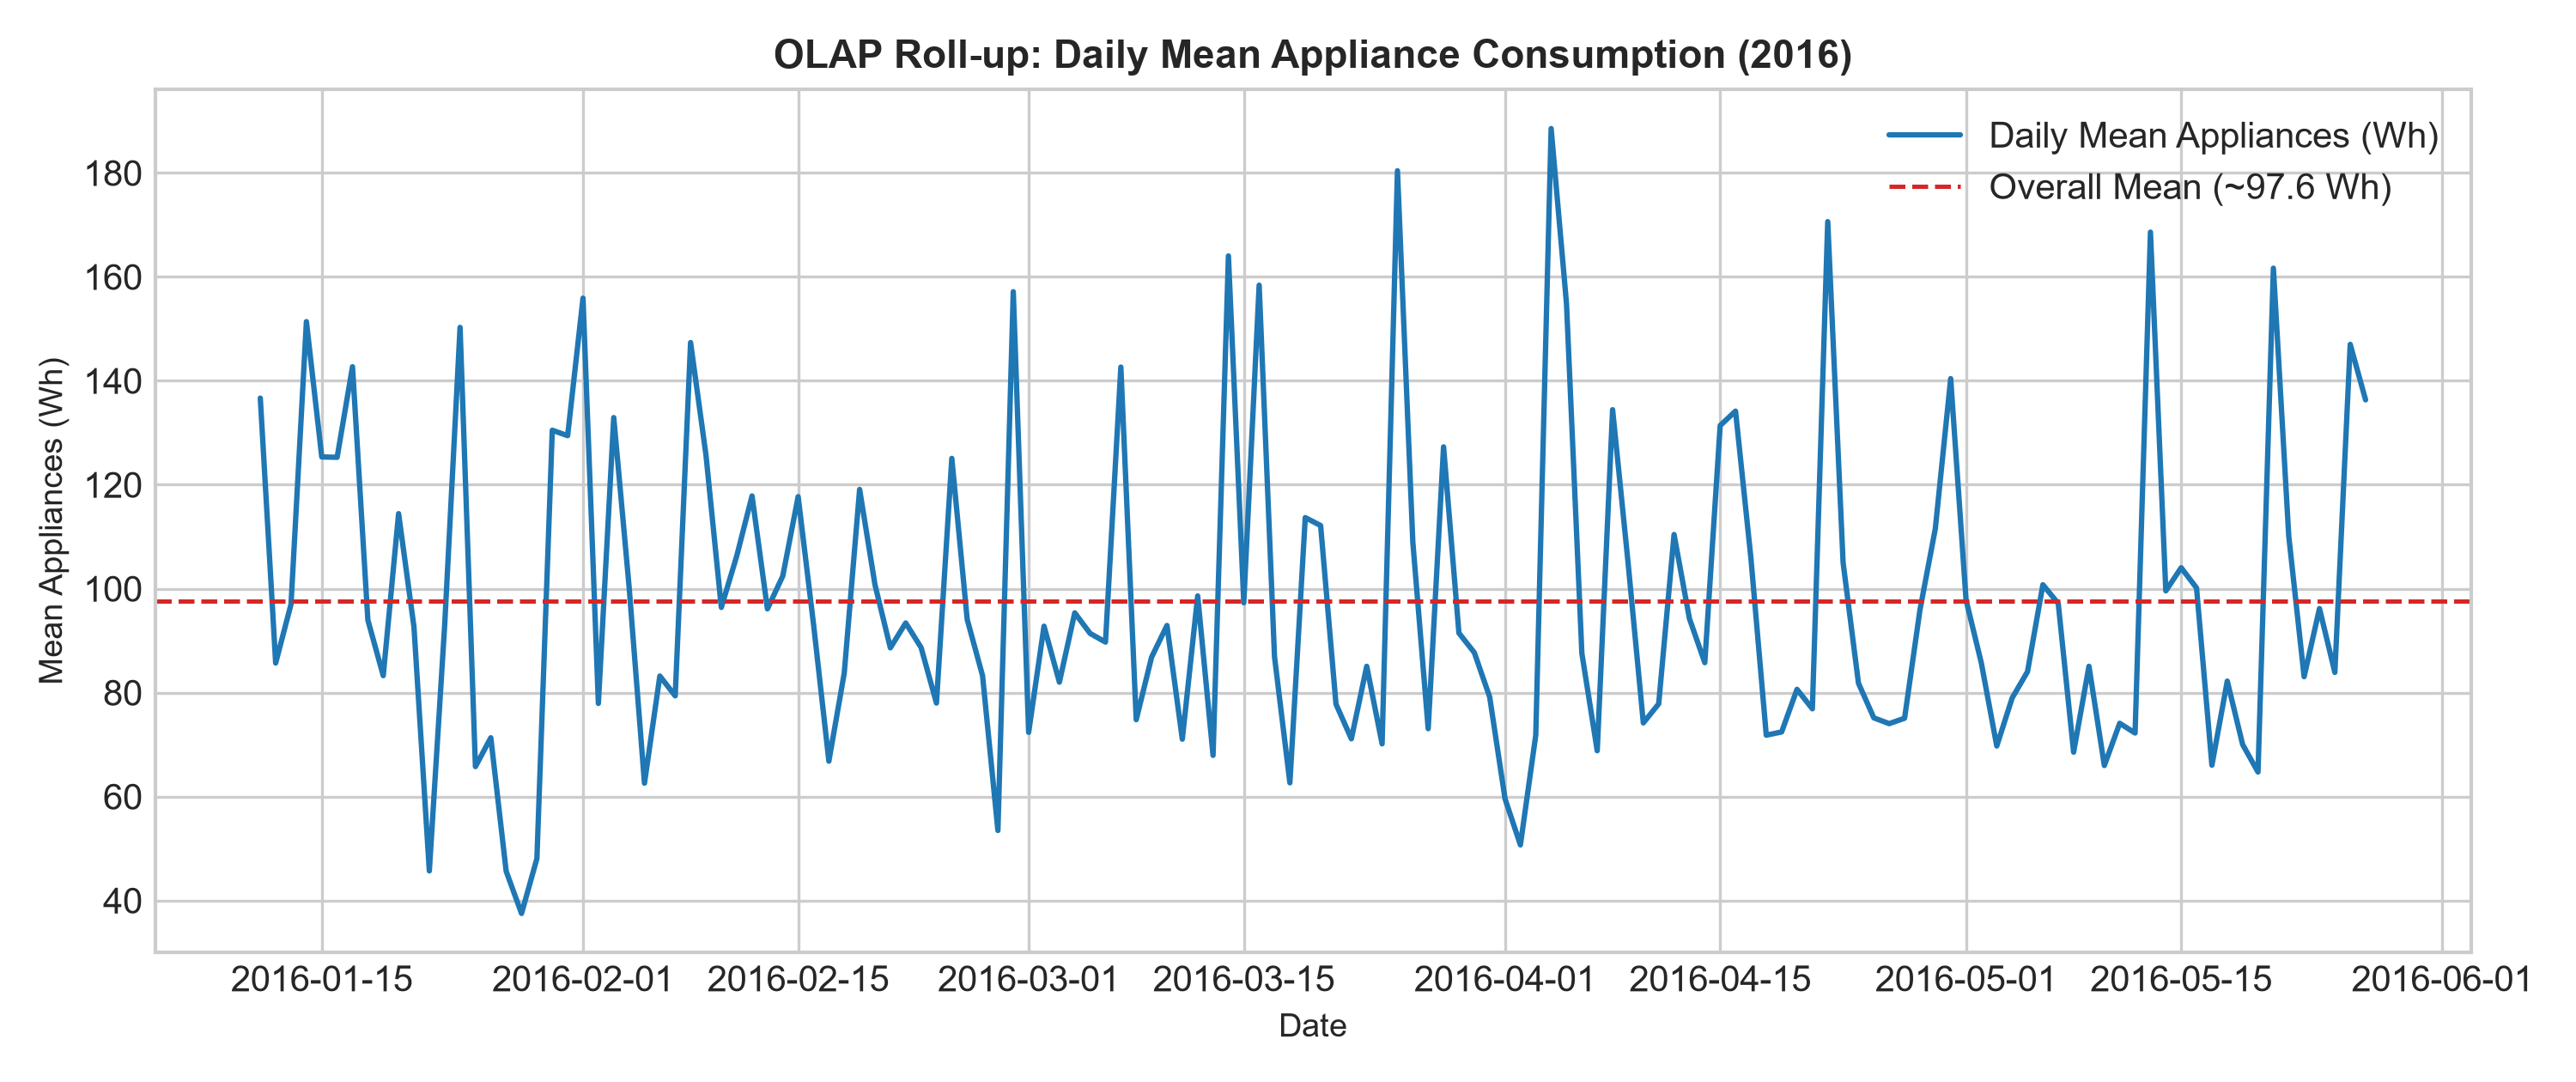 OLAP Roll-up: Daily Mean Appliance Consumption (2016)
Daily Mean Appliances (Wh)
Overall Mean (~97.6 Wh)
Mean Appliances (Wh)
180
160
140
120
100
80
60
40
2016-01-15 2016-02-01 2016-02-15 2016-03-01 2016-03-15 2016-04-01 2016-04-15 2016-05-01 2016-05-15 2016-06-01
Date